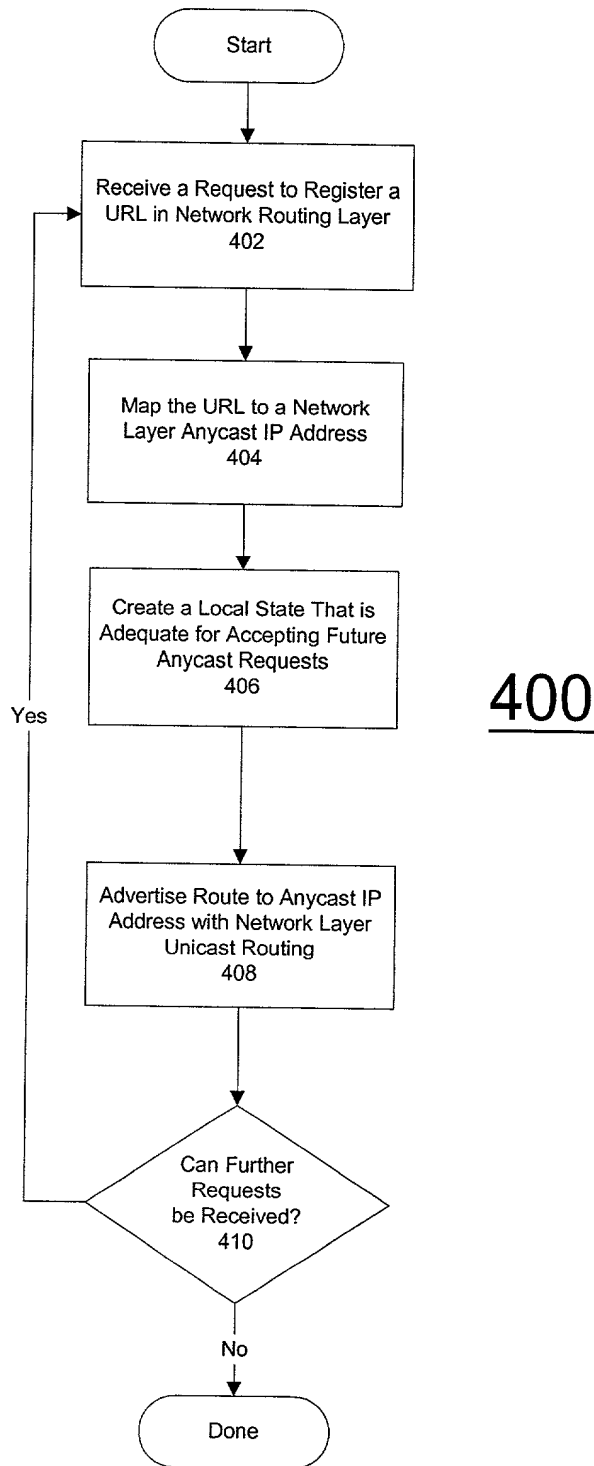 Start
Receive a Request to Register a
URL in Network Routing Layer
402
Map the URL to a Network
Layer Anycast IP Address
404
Create a Local State That is
Adequate for Accepting Future
Anycast Requests
406
400
Yes
Advertise Route to Anycast IP
Address with Network Layer
Unicast Routing
408
Can Further
Requests
be Received?
410
No
Done